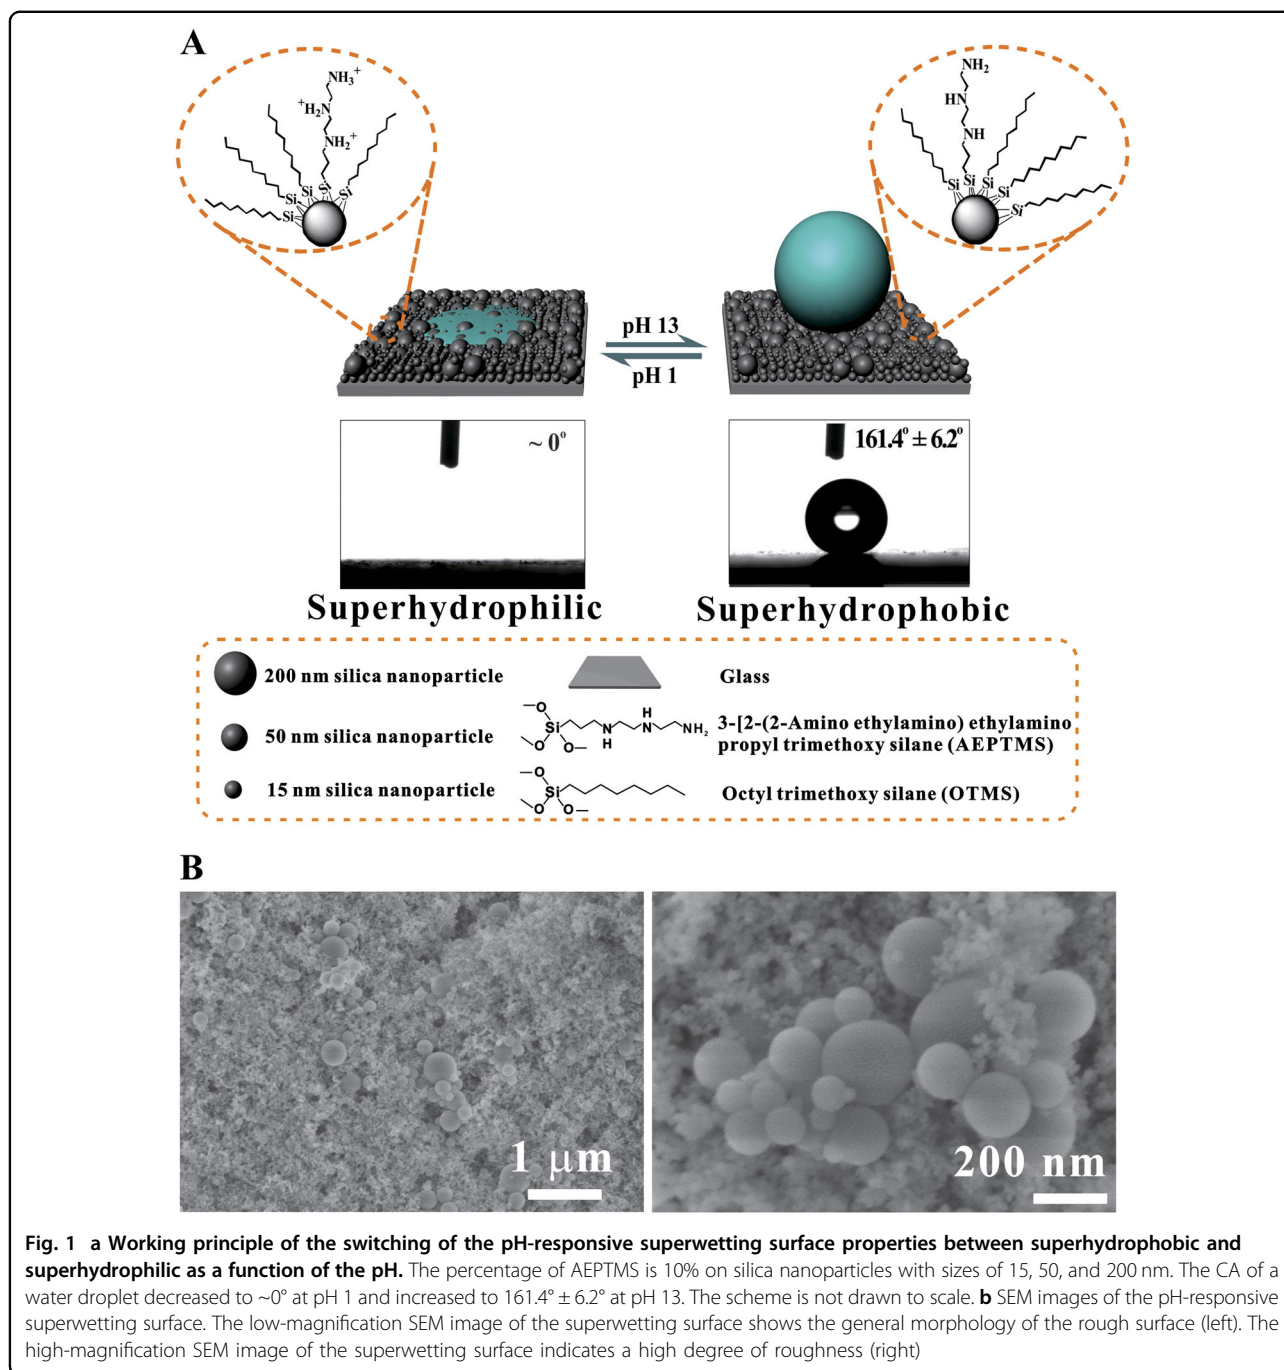 A
NH3+
+H2N
NH2+
Si
Si
Si
Si
Si
NH2
HN
NH
Si
Si
Si
Si
Si
pH 13
pH 1
~ 0°
161.4° ± 6.2°
Superhydrophilic
Superhydrophobic
200 nm silica nanoparticle
Glass
50 nm silica nanoparticle
O
O
O
Si
N
H
H
N
NH2
3-[2-(2-Amino ethylamino) ethylamino
propyl trimethoxy silane (AEPTMS)
15 nm silica nanoparticle
O
O
O
Si
Octyl trimethoxy silane (OTMS)
B
1 μm
200 nm
Fig. 1 a Working principle of the switching of the pH-responsive superwetting surface properties between superhydrophobic and
superhydrophilic as a function of the pH. The percentage of AEPTMS is 10% on silica nanoparticles with sizes of 15, 50, and 200 nm. The CA of a
water droplet decreased to ~0° at pH 1 and increased to 161.4° ± 6.2° at pH 13. The scheme is not drawn to scale. b SEM images of the pH-responsive
superwetting surface. The low-magnification SEM image of the superwetting surface shows the general morphology of the rough surface (left). The
high-magnification SEM image of the superwetting surface indicates a high degree of roughness (right)